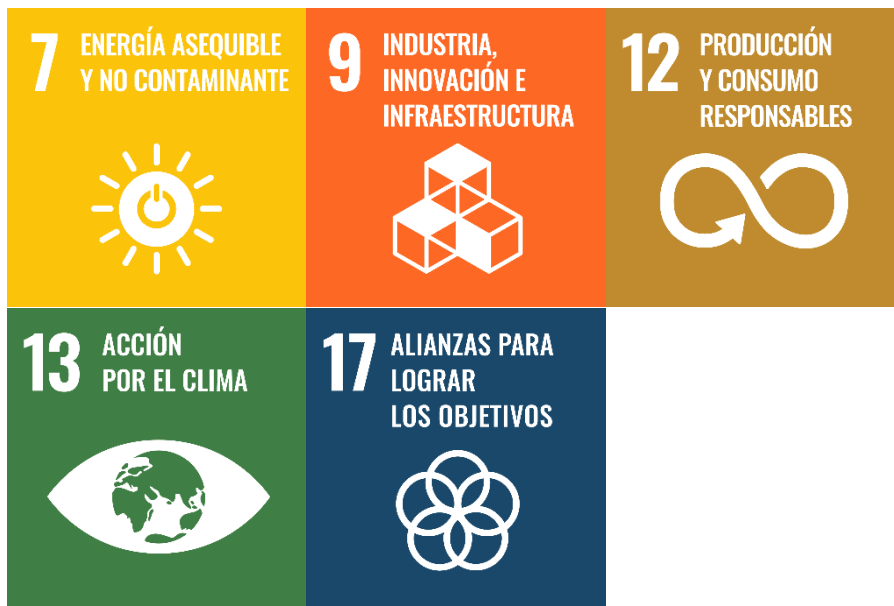 7 ENERGÍA ASEQUIBLE
Y NO CONTAMINANTE
9 INDUSTRIA,
INNOVACIÓN E
INFRAESTRUCTURA
12 PRODUCCIÓN
Y CONSUMO
RESPONSABLES
13 ACCIÓN
POR EL CLIMA
17 ALIANZAS PARA
LOGRAR
LOS OBJETIVOS